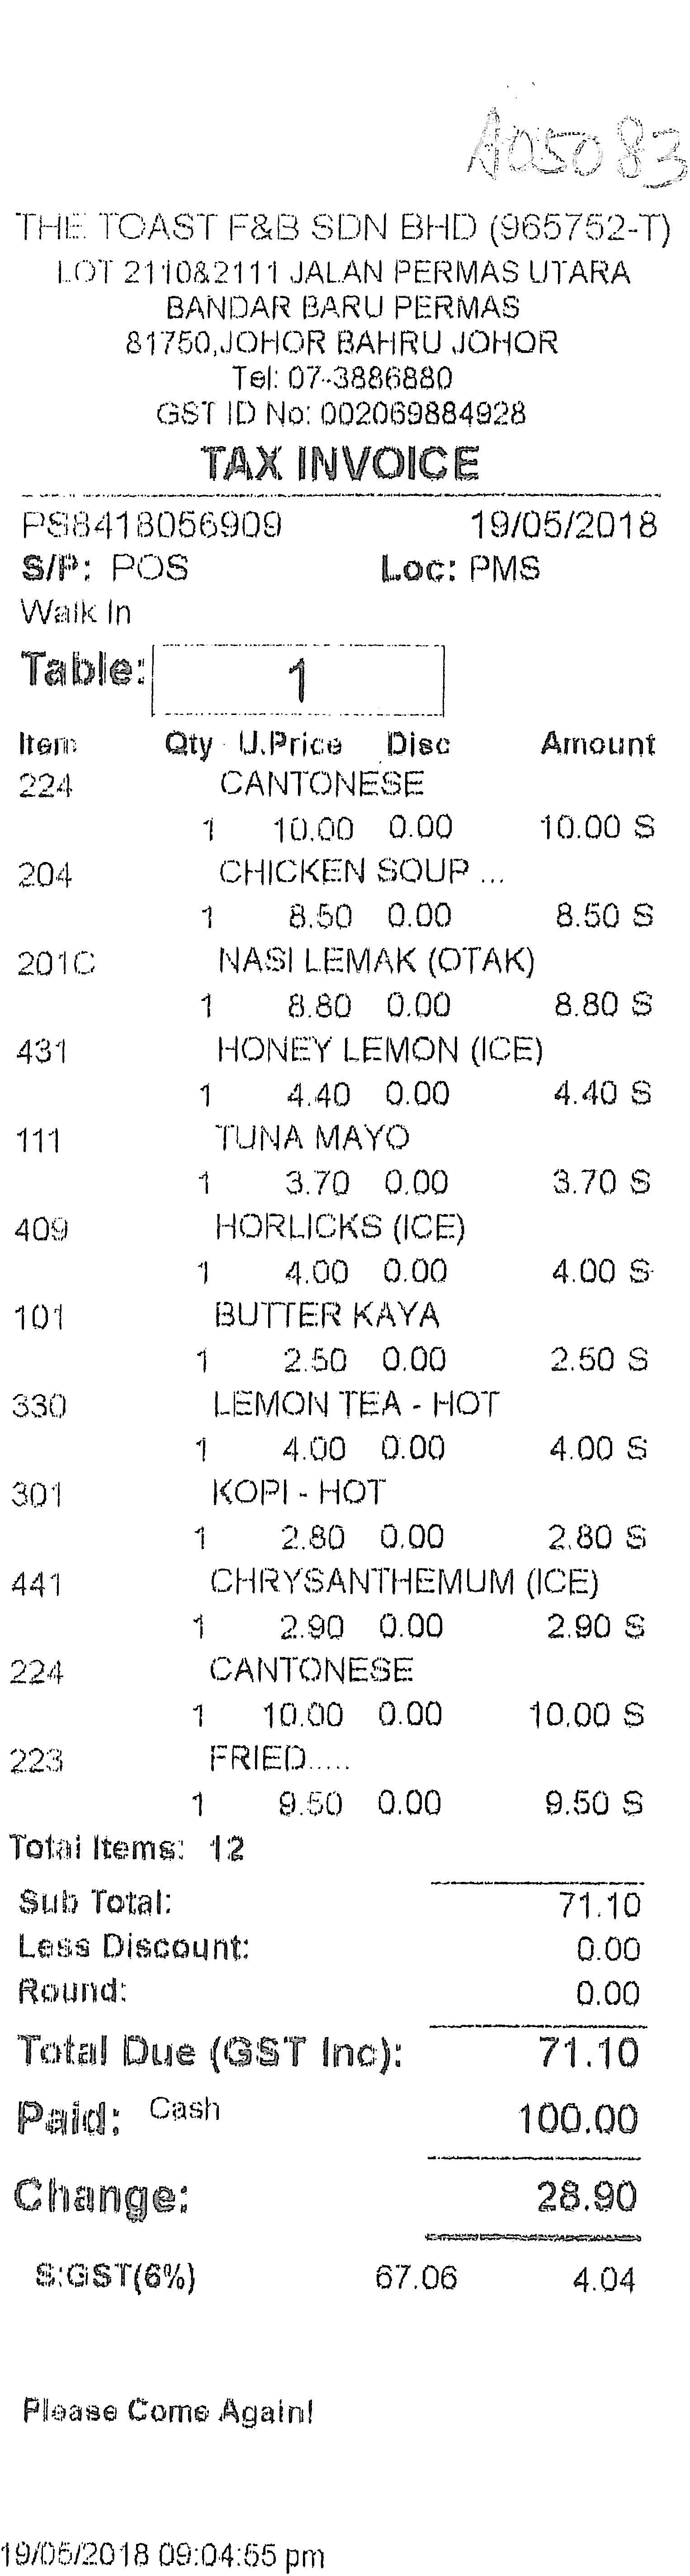 A05083
THE TOAST F&B SDN BHD (965752-T)
LOT 2110&2111 JALAN PERMAS UTARA
BANDAR BARU PERMAS
81750,JOHOR BAHRU JOHOR
Tel: 07-3886880
GST ID No: 002069884928
TAX INVOICE
PS8418056909 19/05/2018
S/P: POS Loc: PMS
Walk In
Table: 1
Item Qty U.Price Disc Amount
224 CANTONESE
1 10.00 0.00 10.00 S
204 CHICKEN SOUP ...
1 8.50 0.00 8.50 S
201C NASI LEMAK (OTAK)
1 8.80 0.00 8.80 S
431 HONEY LEMON (ICE)
1 4.40 0.00 4.40 S
111 TUNA MAYO
1 3.70 0.00 3.70 S
409 HORLICKS (ICE)
1 4.00 0.00 4.00 S
101 BUTTER KAYA
1 2.50 0.00 2.50 S
330 LEMON TEA - HOT
1 4.00 0.00 4.00 S
301 KOPI - HOT
1 2.80 0.00 2.80 S
441 CHRYSANTHEMUM (ICE)
1 2.90 0.00 2.90 S
224 CANTONESE
1 10.00 0.00 10.00 S
223 FRIED.....
1 9.50 0.00 9.50 S
Total Items: 12
Sub Total: 71.10
Less Discount: 0.00
Round: 0.00
Total Due (GST Inc): 71.10
Paid: Cash 100.00
Change: 28.90
S:GST(6%) 67.06 4.04
Please Come Again!
19/05/2018 09:04:55 pm